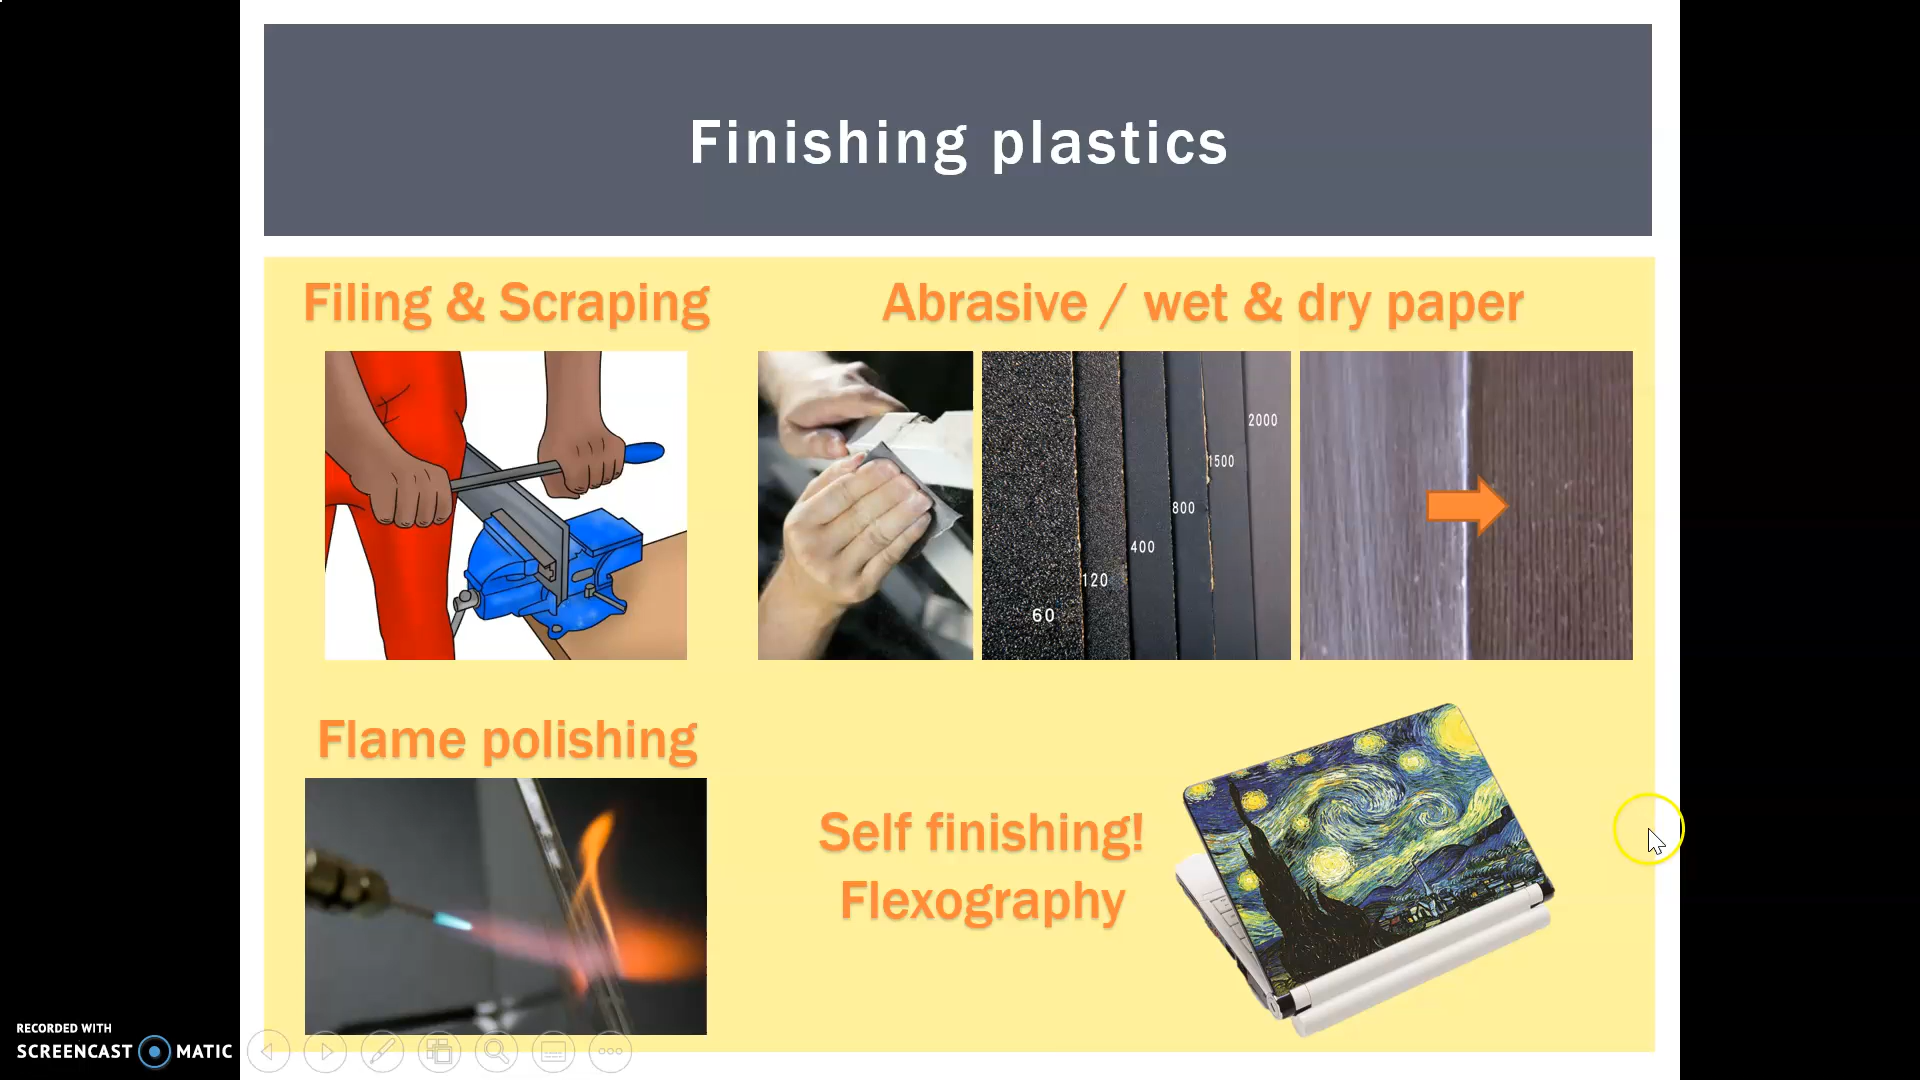 Finishing plastics
Filing & Scraping
Abrasive / wet & dry paper
60
120
400
800
1500
2000
Flame polishing
Self finishing!
Flexography
RECORDED WITH
SCREENCAST MATIC